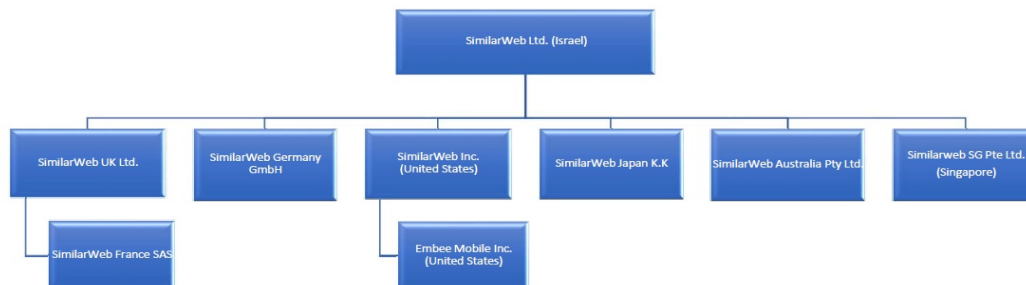 SimilarWeb Ltd. (Israel)
SimilarWeb UK Ltd.
SimilarWeb Germany
GmbH
SimilarWeb Inc.
(United States)
SimilarWeb Japan K.K
SimilarWeb Australia Pty Ltd.
Similarweb SG Pte Ltd.
(Singapore)
SimilarWeb France SAS
Embee Mobile Inc.
(United States)